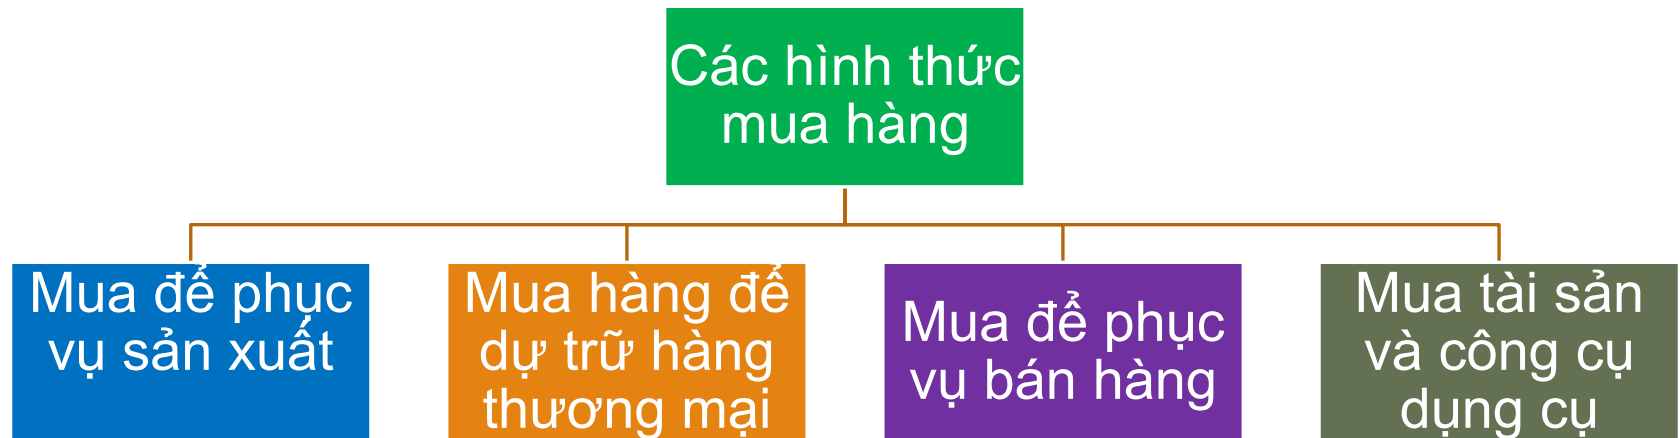 Các hình thức
mua hàng
Mua để phục
vụ sản xuất
Mua hàng để
dự trữ hàng
thương mại
Mua để phục
vụ bán hàng
Mua tài sản
và công cụ
dụng cụ